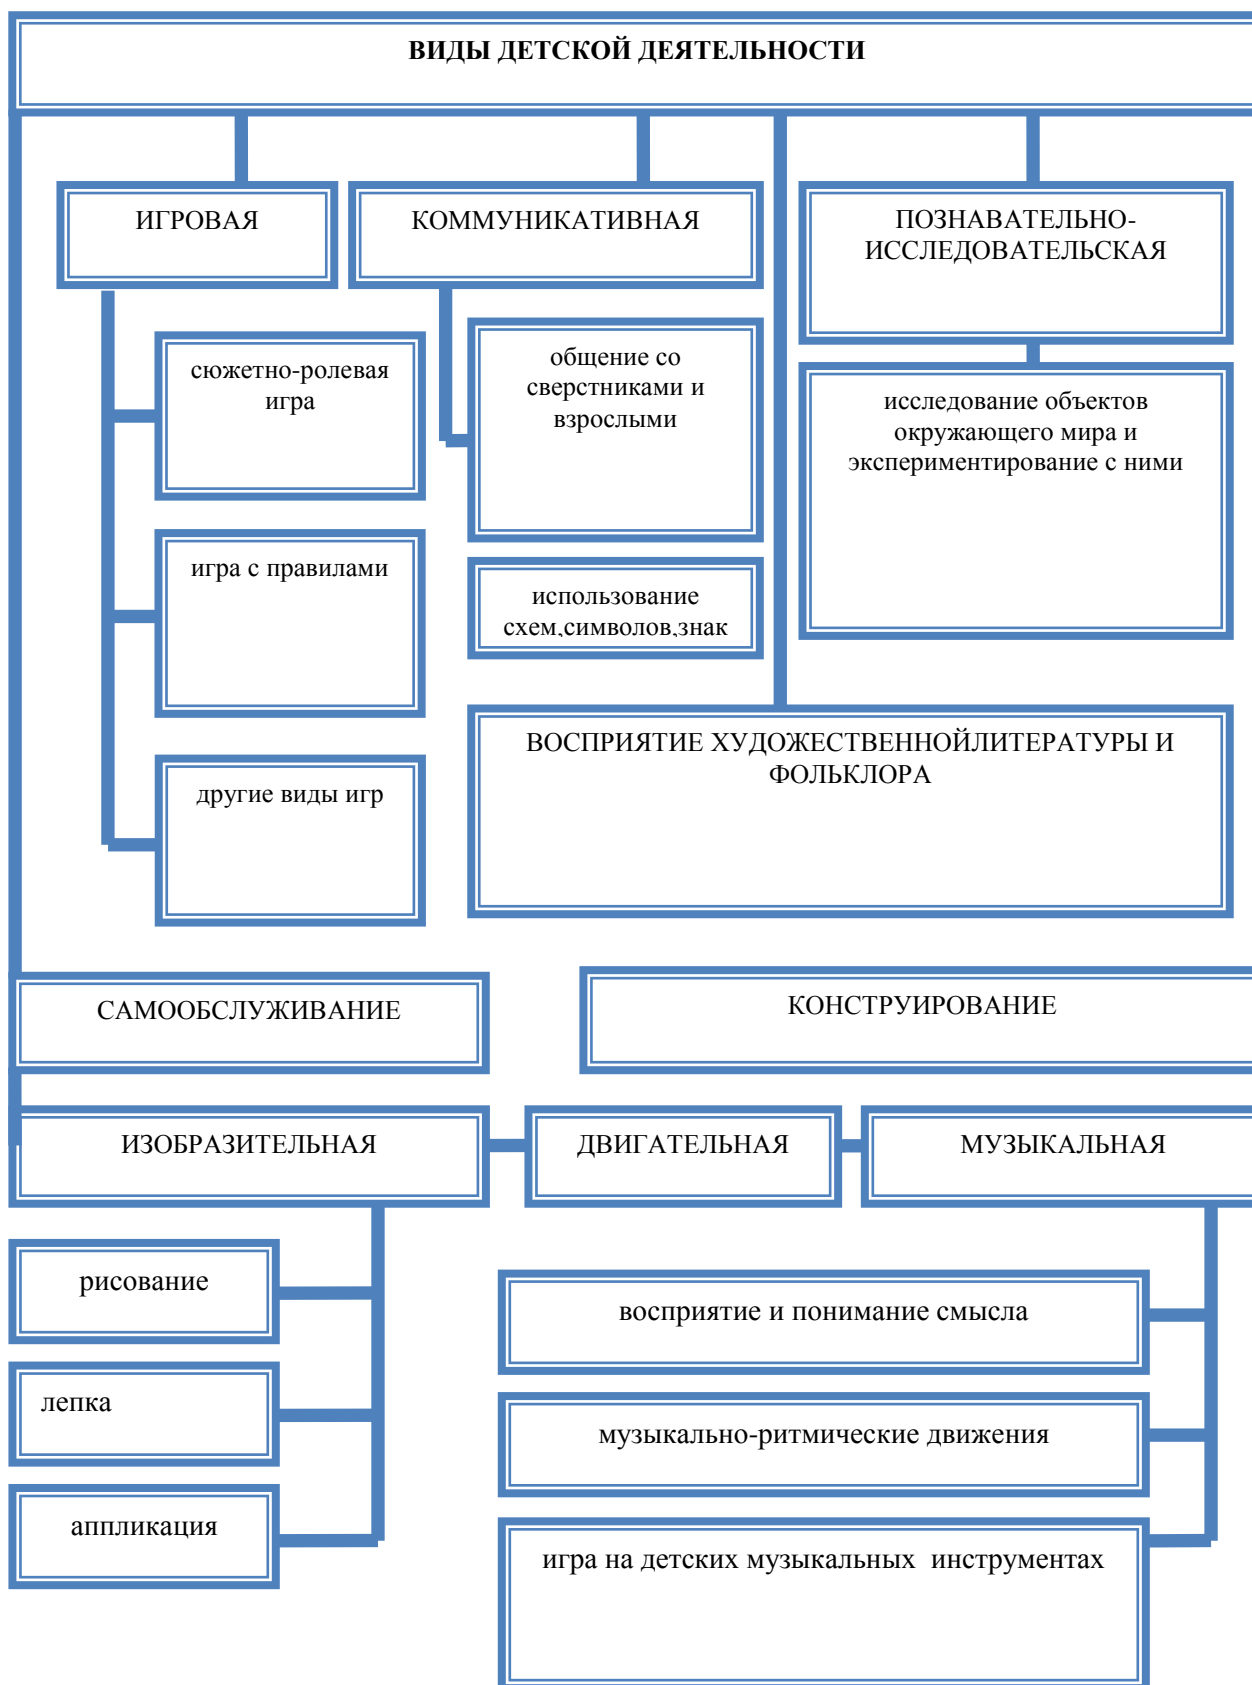 ВИДЫ ДЕТСКОЙ ДЕЯТЕЛЬНОСТИ
ИГРОВАЯ
КОММУНИКАТИВНАЯ
ПОЗНАВАТЕЛЬНО-
ИССЛЕДОВАТЕЛЬСКАЯ
сюжетно-ролевая
игра
общение со
сверстниками и
взрослыми
исследование объектов
окружающего мира и
экспериментирование с ними
игра с правилами
использование
схем,символов,знак
ВОСПРИЯТИЕ ХУДОЖЕСТВЕННОЙЛИТЕРАТУРЫ И
ФОЛЬКЛОРА
другие виды игр
САМООБСЛУЖИВАНИЕ
КОНСТРУИРОВАНИЕ
ИЗОБРАЗИТЕЛЬНАЯ
ДВИГАТЕЛЬНАЯ
МУЗЫКАЛЬНАЯ
рисование
лепка
аппликация
восприятие и понимание смысла
музыкально-ритмические движения
игра на детских музыкальных  инструментах